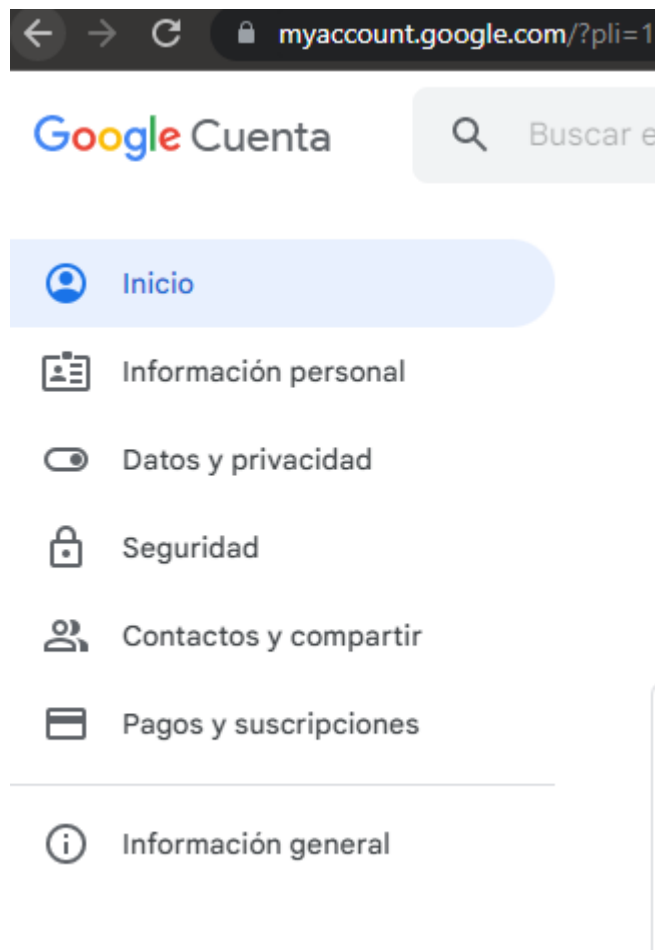 myaccount.google.com/?pli=1
Google Cuenta
Buscar e
Inicio
Información personal
Datos y privacidad
Seguridad
Contactos y compartir
Pagos y suscripciones
Información general